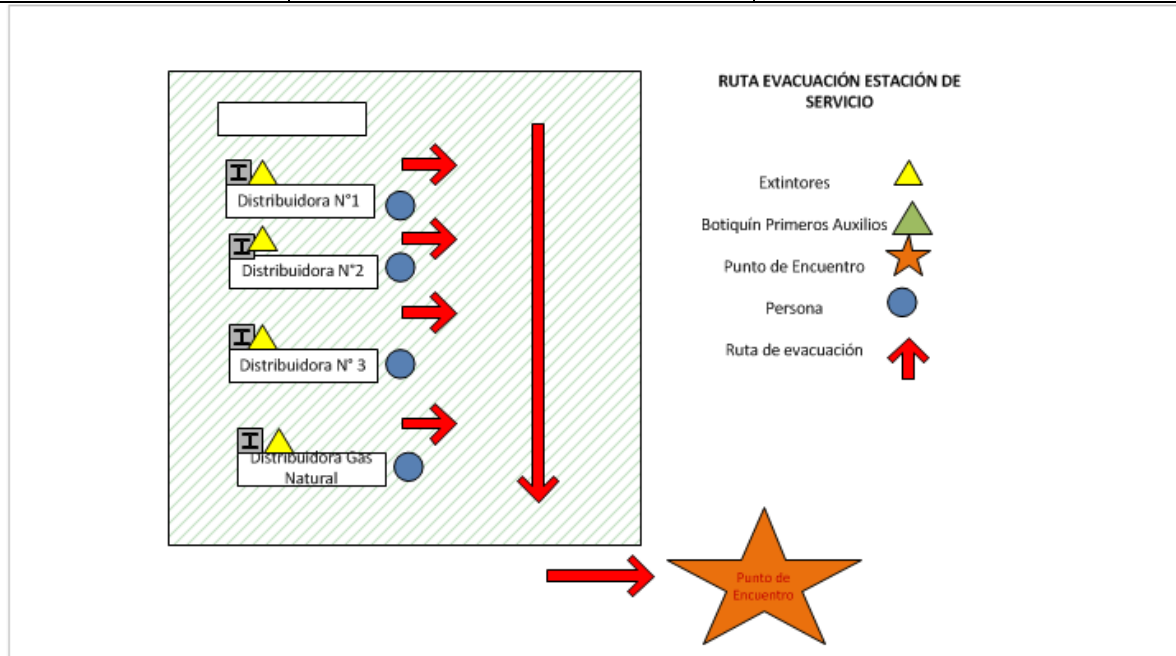 RUTA EVACUACIÓN ESTACIÓN DE
SERVICIO
Extintores
Botiquín Primeros Auxilios
Punto de Encuentro
Persona
Ruta de evacuación
Distribuidora N°1
Distribuidora N°2
Distribuidora N° 3
Distribuidora Gas
Natural
Punto de
Encuentro